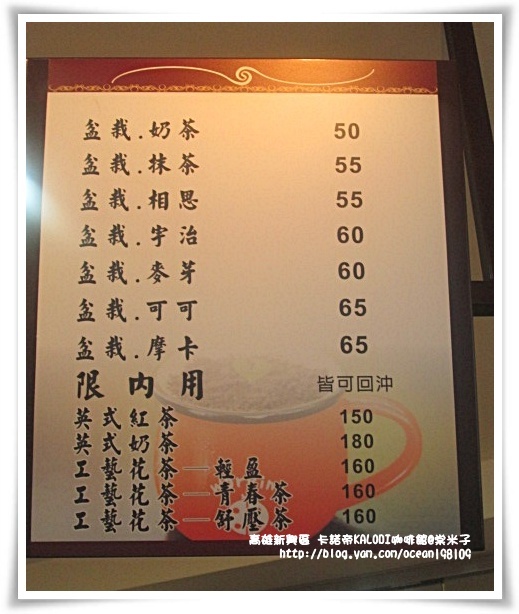 盆栽.奶茶 50
盆栽.抹茶 55
盆栽.相思 55
盆栽.宇治 60
盆栽.麥芽 60
盆栽.可可 65
盆栽.摩卡 65
限內用 皆可回沖
英式紅茶 150
英式奶茶 180
工藝花茶—輕盈 160
工藝花茶—青春茶 160
工藝花茶—舒壓茶 160
高雄新興區 卡諾帝KALODI咖啡館@柴米子
http://blog.yam.com/ocean198109